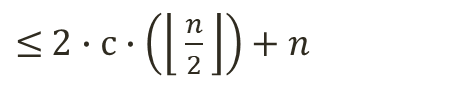 ≤ 2 · c · (⌊n/2⌋) + n